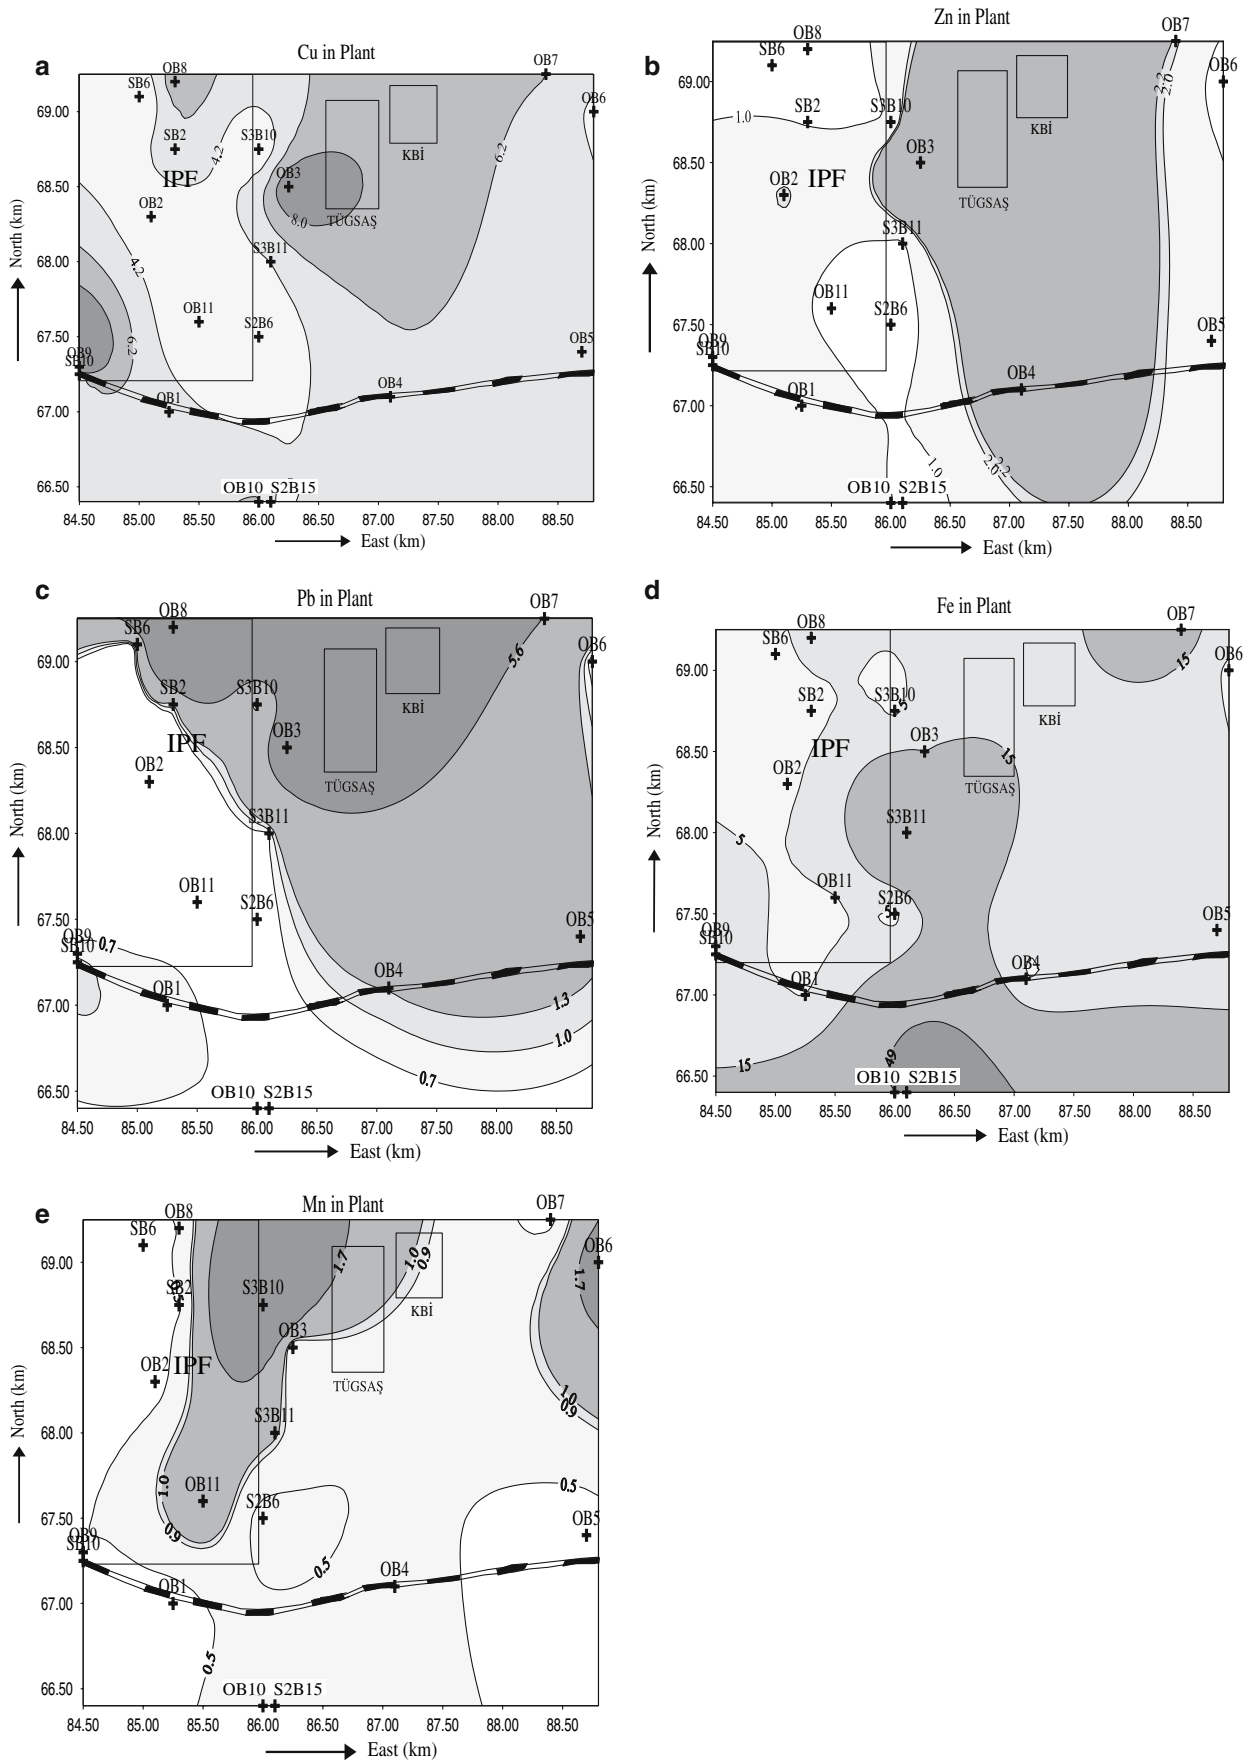 a
Cu in Plant
OB7
OB8
SB6
OB6
69.00
SB2
S3B10
4.2
KBİ
6.2
IPF
OB3
68.50
OB2
8.0
TÜGSAŞ
S3B11
68.00
4.2
OB11
S2B6
67.50
OB5
6.2
OB9
SB10
OB1
OB4
67.00
OB10 S2B15
66.50
84.50 85.00 85.50 86.00 86.50 87.00 87.50 88.00 88.50
North (km)
East (km)
b
Zn in Plant
OB7
OB8
SB6
OB6
69.00
2.2
2.0
1.0
SB2
S3B10
KBİ
OB3
68.50
IPF
OB2
TÜGSAŞ
S3B11
68.00
OB11
S2B6
67.50
OB5
OB9
SB10
OB4
OB1
67.00
1.0
2.0
2.2
OB10 S2B15
66.50
84.50 85.00 85.50 86.00 86.50 87.00 87.50 88.00 88.50
North (km)
East (km)
c
Pb in Plant
OB7
OB8
SB6
OB6
69.00
5.6
SB2
S3B10
KBİ
IPF
OB3
68.50
OB2
TÜGSAŞ
S3B11
68.00
OB11
S2B6
67.50
OB5
OB9
SB10
0.7
OB4
OB1
67.00
1.3
1.0
0.7
OB10 S2B15
66.50
84.50 85.00 85.50 86.00 86.50 87.00 87.50 88.00 88.50
North (km)
East (km)
d
Fe in Plant
OB7
OB8
SB6
OB6
69.00
15
SB2
S3B10
5
KBİ
IPF
OB3
15
68.50
OB2
TÜGSAŞ
S3B11
68.00
5
OB11
S2B6
5
67.50
OB5
OB9
SB10
OB4
OB1
67.00
15
49
OB10 S2B15
66.50
84.50 85.00 85.50 86.00 86.50 87.00 87.50 88.00 88.50
North (km)
East (km)
e
Mn in Plant
OB7
OB8
SB6
OB6
69.00
1.7
1.0
0.9
1.7
0.5
SB2
S3B10
KBİ
OB3
68.50
OB2
IPF
TÜGSAŞ
1.0
0.9
S3B11
68.00
1.0
OB11
0.5
S2B6
67.50
0.9
OB5
OB9
SB10
0.5
OB4
OB1
67.00
0.5
OB10 S2B15
66.50
84.50 85.00 85.50 86.00 86.50 87.00 87.50 88.00 88.50
North (km)
East (km)